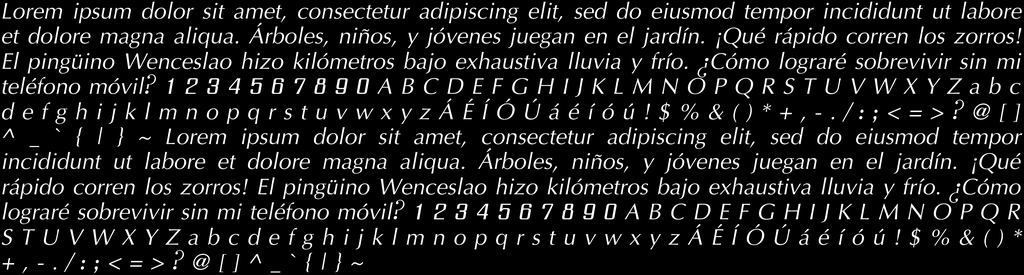 Lorem ipsum dolor sit amet, consectetur adipiscing elit, sed do eiusmod tempor incididunt ut labore
et dolore magna aliqua. Árboles, niños, y jóvenes juegan en el jardín. ¡Qué rápido corren los zorros!
El pingüino Wenceslao hizo kilómetros bajo exhaustiva lluvia y frío. ¿Cómo lograré sobrevivir sin mi
teléfono móvil? 1 2 3 4 5 6 7 8 9 0 A B C D E F G H I J K L M N O P Q R S T U V W X Y Z a b c
d e f g h i j k l m n o p q r s t u v w x y z Á É Í Ó Ú á é í ó ú ! $ % & ( ) * + , - . / : ; < = > ? @ [ ]
^ _ ` { | } ~ Lorem ipsum dolor sit amet, consectetur adipiscing elit, sed do eiusmod tempor
incididunt ut labore et dolore magna aliqua. Árboles, niños, y jóvenes juegan en el jardín. ¡Qué
rápido corren los zorros! El pingüino Wenceslao hizo kilómetros bajo exhaustiva lluvia y frío. ¿Cómo
lograré sobrevivir sin mi teléfono móvil? 1 2 3 4 5 6 7 8 9 0 A B C D E F G H I J K L M N O P Q R
S T U V W X Y Z a b c d e f g h i j k l m n o p q r s t u v w x y z Á É Í Ó Ú á é í ó ú ! $ % & ( ) *
+ , - . / : ; < = > ? @ [ ] ^ _ ` { | } ~